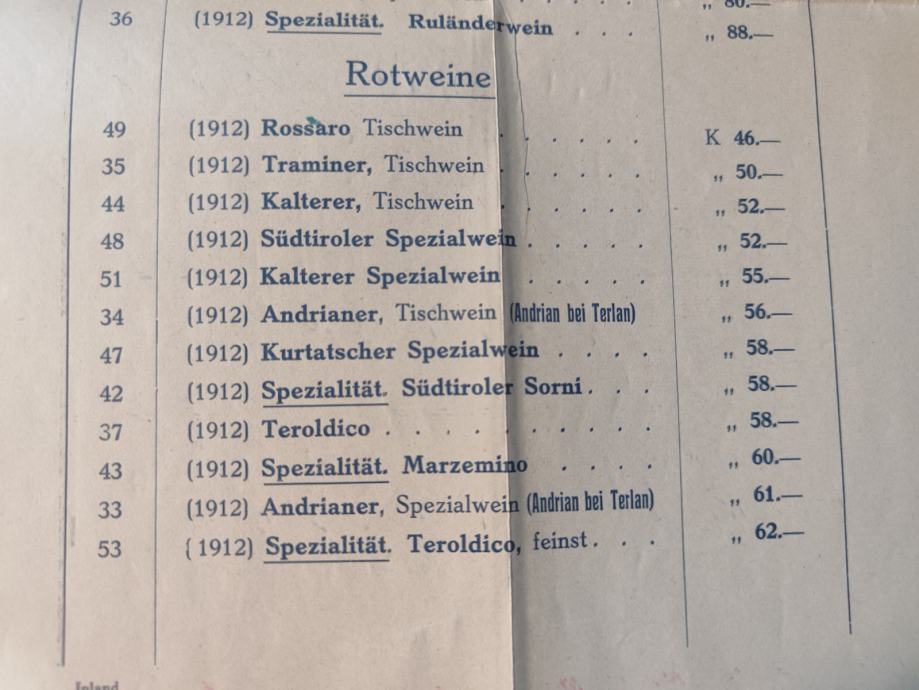 „ 80.—
36 (1912) Spezialität. Ruländerwein . . . „ 88.—
Rotweine
49 (1912) Rossaro Tischwein . . . . . K 46.—
35 (1912) Traminer, Tischwein . . . . . „ 50.—
44 (1912) Kalterer, Tischwein . . . . . „ 52.—
48 (1912) Südtiroler Spezialwein . . . . . „ 52.—
51 (1912) Kalterer Spezialwein . . . . . „ 55.—
34 (1912) Andrianer, Tischwein (Andrian bei Terlan) „ 56.—
47 (1912) Kurtatscher Spezialwein . . . . „ 58.—
42 (1912) Spezialität. Südtiroler Sorni . . . „ 58.—
37 (1912) Teroldico . . . . . . . . . . „ 58.—
43 (1912) Spezialität. Marzemino . . . . „ 60.—
33 (1912) Andrianer, Spezialwein (Andrian bei Terlan) „ 61.—
53 (1912) Spezialität. Teroldico, feinst . . . „ 62.—
Inland